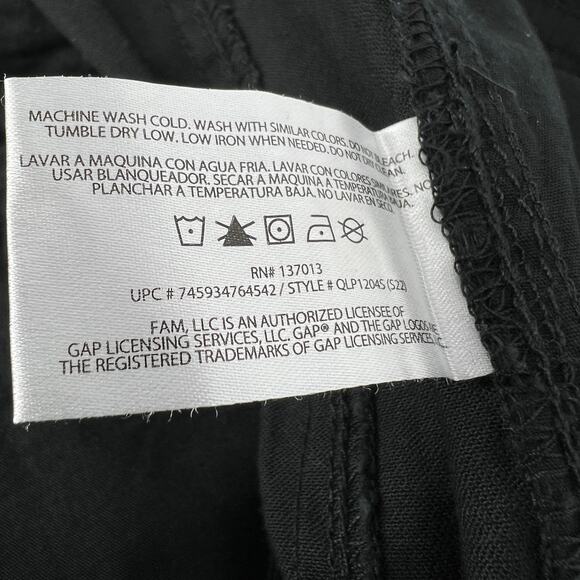 MACHINE WASH COLD. WASH WITH SIMILAR COLORS. DO NOT BLEACH.
TUMBLE DRY LOW. LOW IRON WHEN NEEDED. DO NOT DRY CLEAN.
LAVAR A MAQUINA CON AGUA FRIA. LAVAR CON COLORES SIMILARES. NO
USAR BLANQUEADOR. SECAR A MAQUINA A TEMPERATURA BAJA.
PLANCHAR A TEMPERATURA BAJA. NO LAVAR EN SECO.
RN# 137013
UPC # 745934764542 / STYLE # QLP1204S (S22)
FAM, LLC IS AN AUTHORIZED LICENSEE OF
GAP LICENSING SERVICES, LLC. GAP® AND THE GAP LOGOS
THE REGISTERED TRADEMARKS OF GAP LICENSING SERVICES,